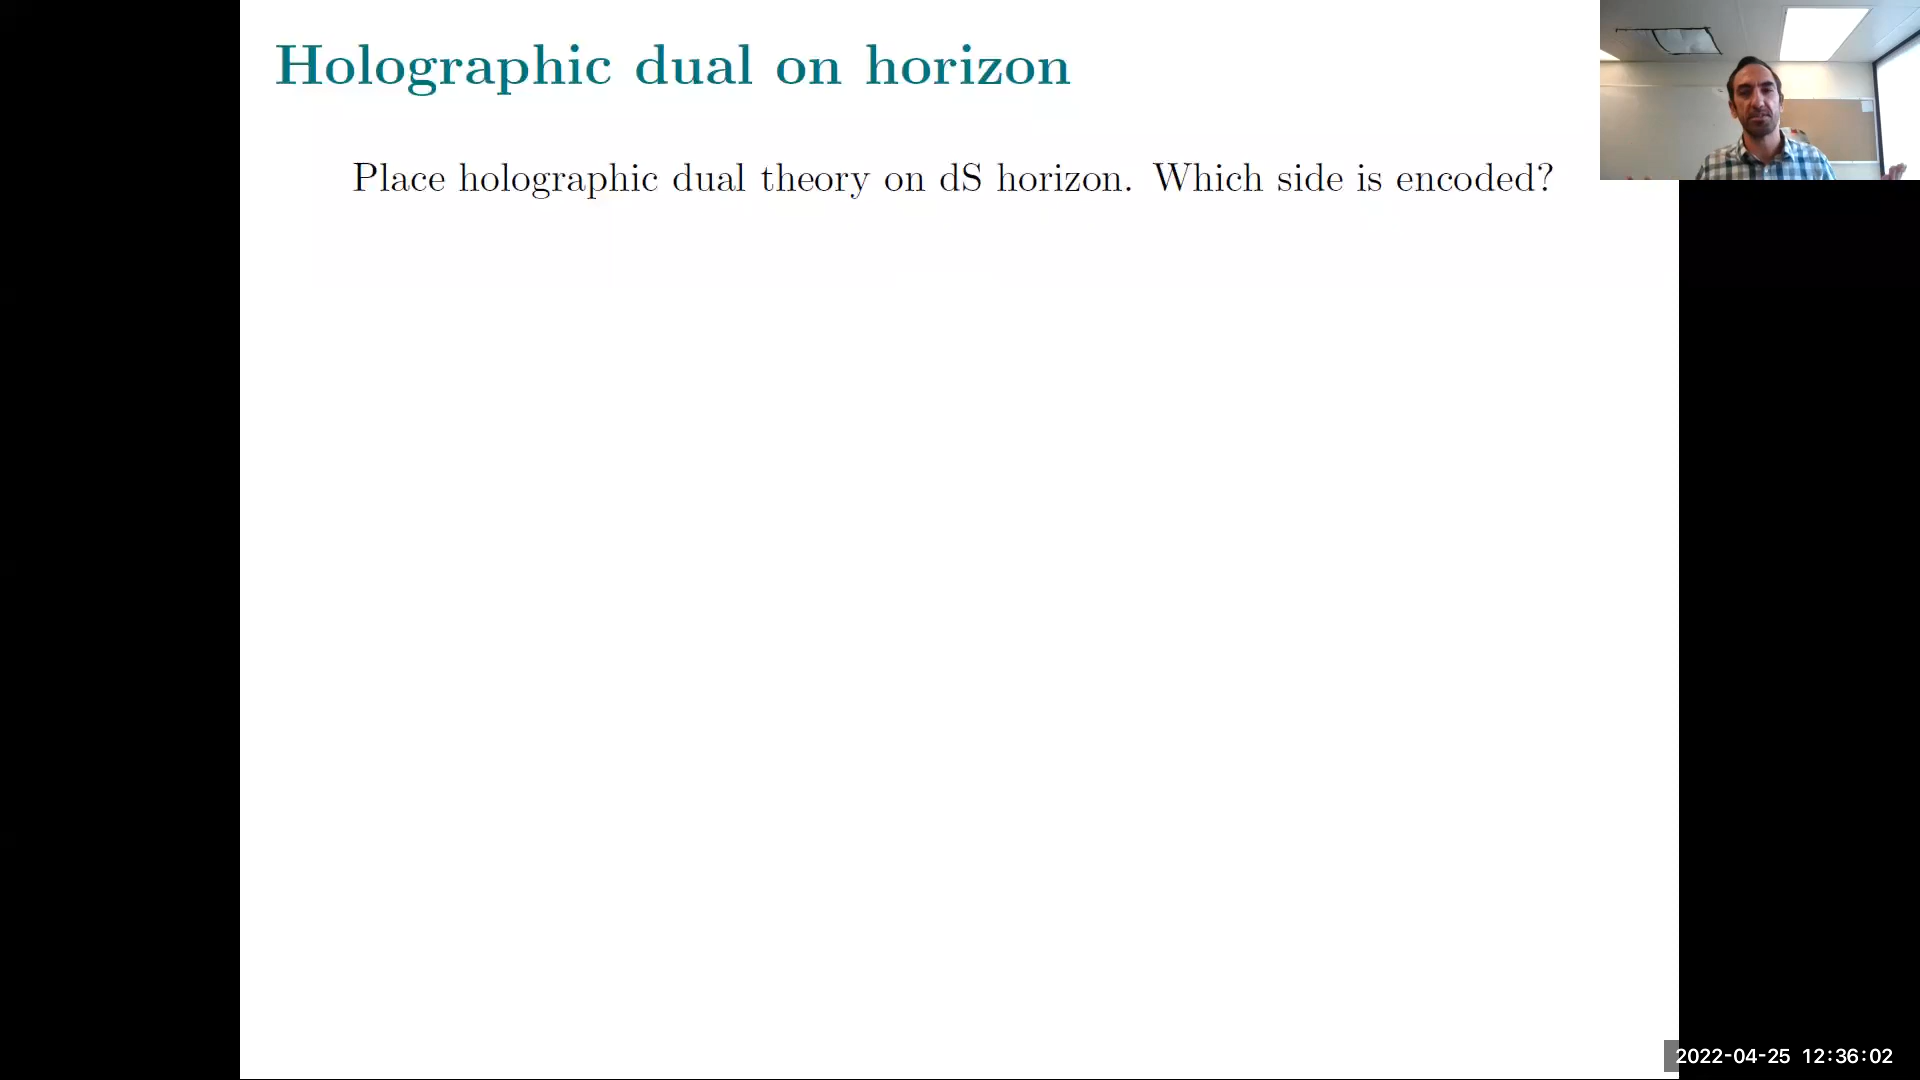 Holographic dual on horizon
Place holographic dual theory on dS horizon. Which side is encoded?
2022-04-25 12:36:02